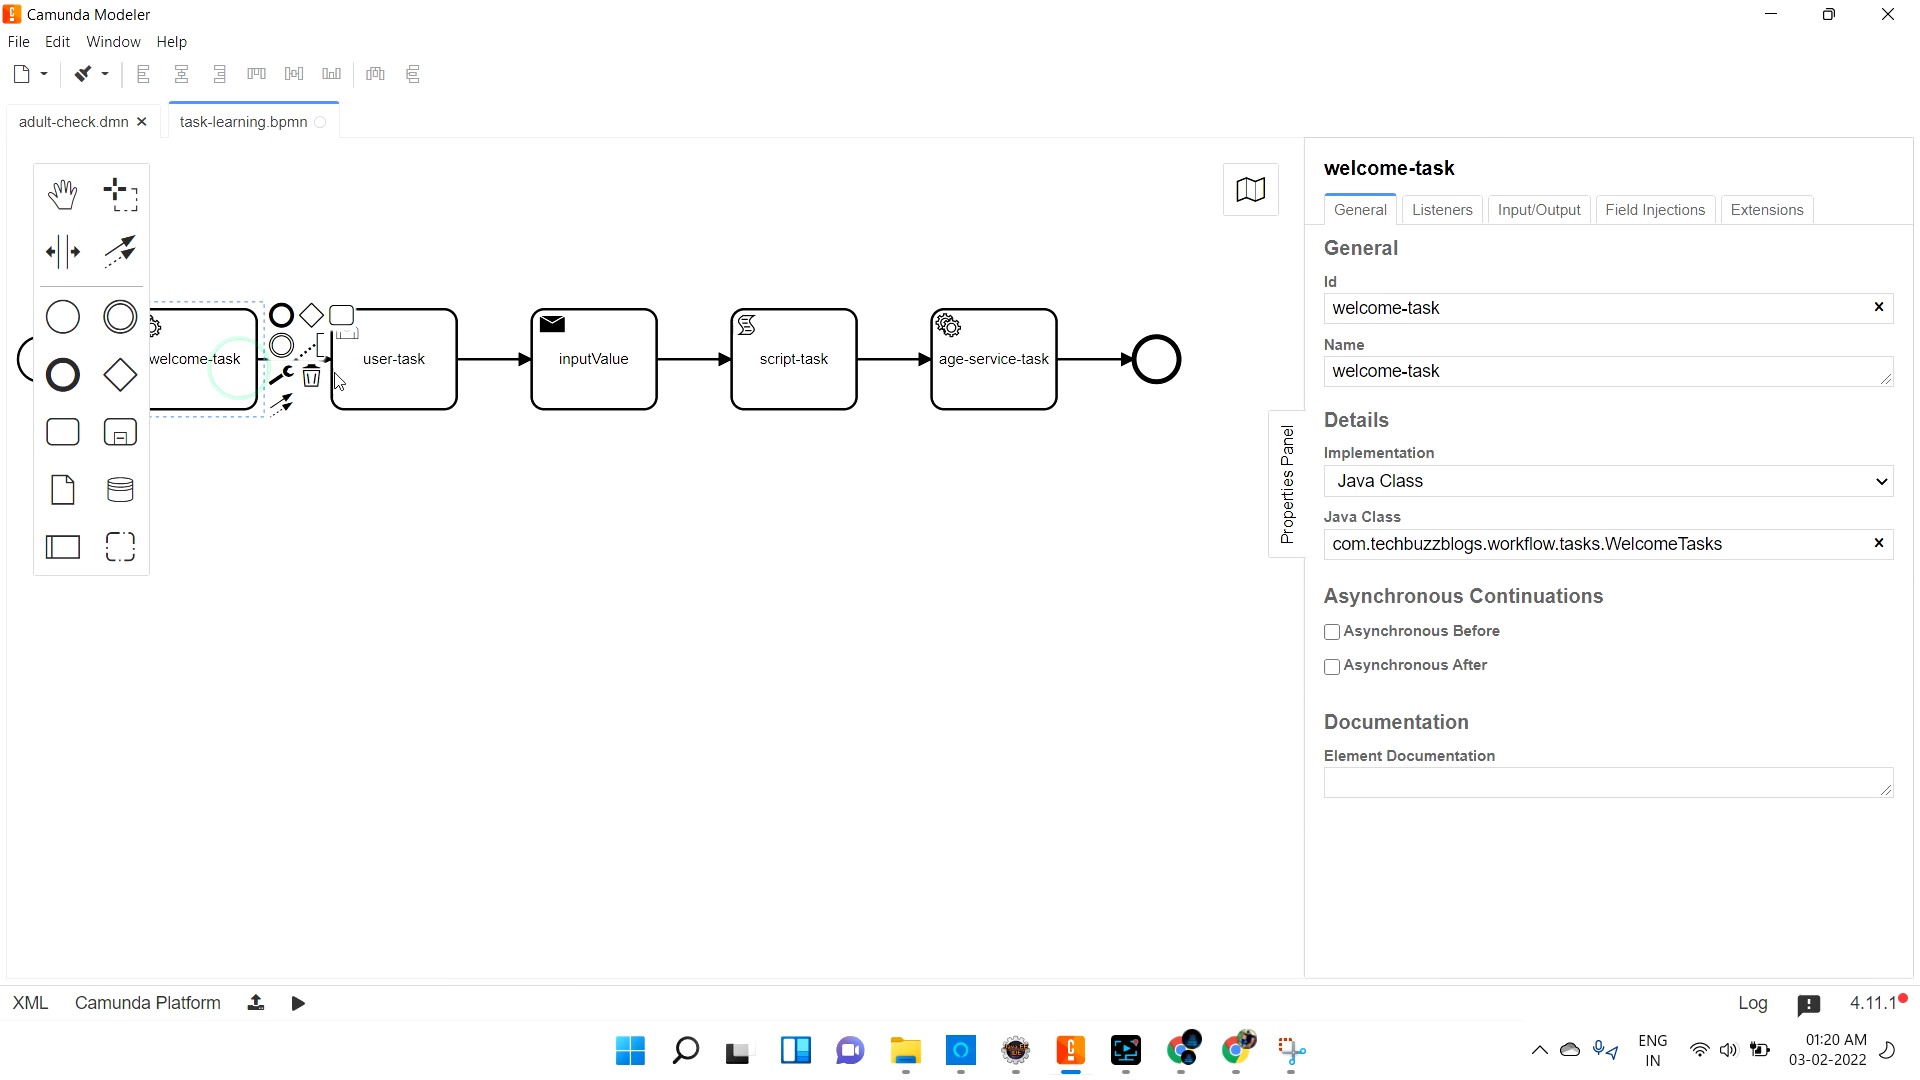 Camunda Modeler
File Edit Window Help
adult-check.dmn
task-learning.bpmn
welcome-task
user-task
inputValue
script-task
age-service-task
Properties Panel
welcome-task
General Listeners Input/Output Field Injections Extensions
General
Id
welcome-task
Name
welcome-task
Details
Implementation
Java Class
Java Class
com.techbuzzblogs.workflow.tasks.WelcomeTasks
Asynchronous Continuations
Asynchronous Before
Asynchronous After
Documentation
Element Documentation
XML Camunda Platform
Log 4.11.1
ENG
IN
01:20 AM
03-02-2022